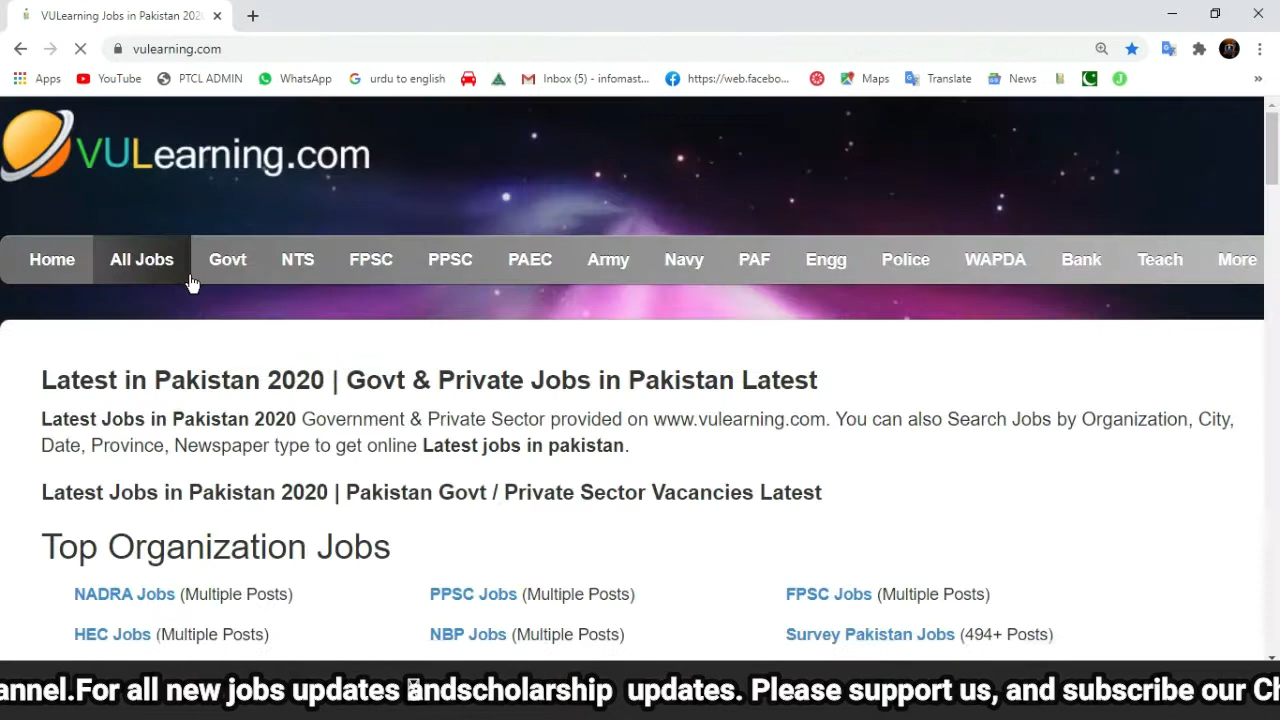 VULearning Jobs in Pakistan 202
vulearning.com
Apps YouTube PTCL ADMIN WhatsApp urdu to english Inbox (5) - infomast... https://web.facebo... Maps Translate News »
VULearning.com
Home All Jobs Govt NTS FPSC PPSC PAEC Army Navy PAF Engg Police WAPDA Bank Teach More
Latest in Pakistan 2020 | Govt & Private Jobs in Pakistan Latest
Latest Jobs in Pakistan 2020 Government & Private Sector provided on www.vulearning.com. You can also Search Jobs by Organization, City,
Date, Province, Newspaper type to get online Latest jobs in pakistan.
Latest Jobs in Pakistan 2020 | Pakistan Govt / Private Sector Vacancies Latest
Top Organization Jobs
NADRA Jobs (Multiple Posts) PPSC Jobs (Multiple Posts) FPSC Jobs (Multiple Posts)
HEC Jobs (Multiple Posts) NBP Jobs (Multiple Posts) Survey Pakistan Jobs (494+ Posts)
annel.For all new jobs updates andscholarship updates. Please support us, and subscribe our Ch